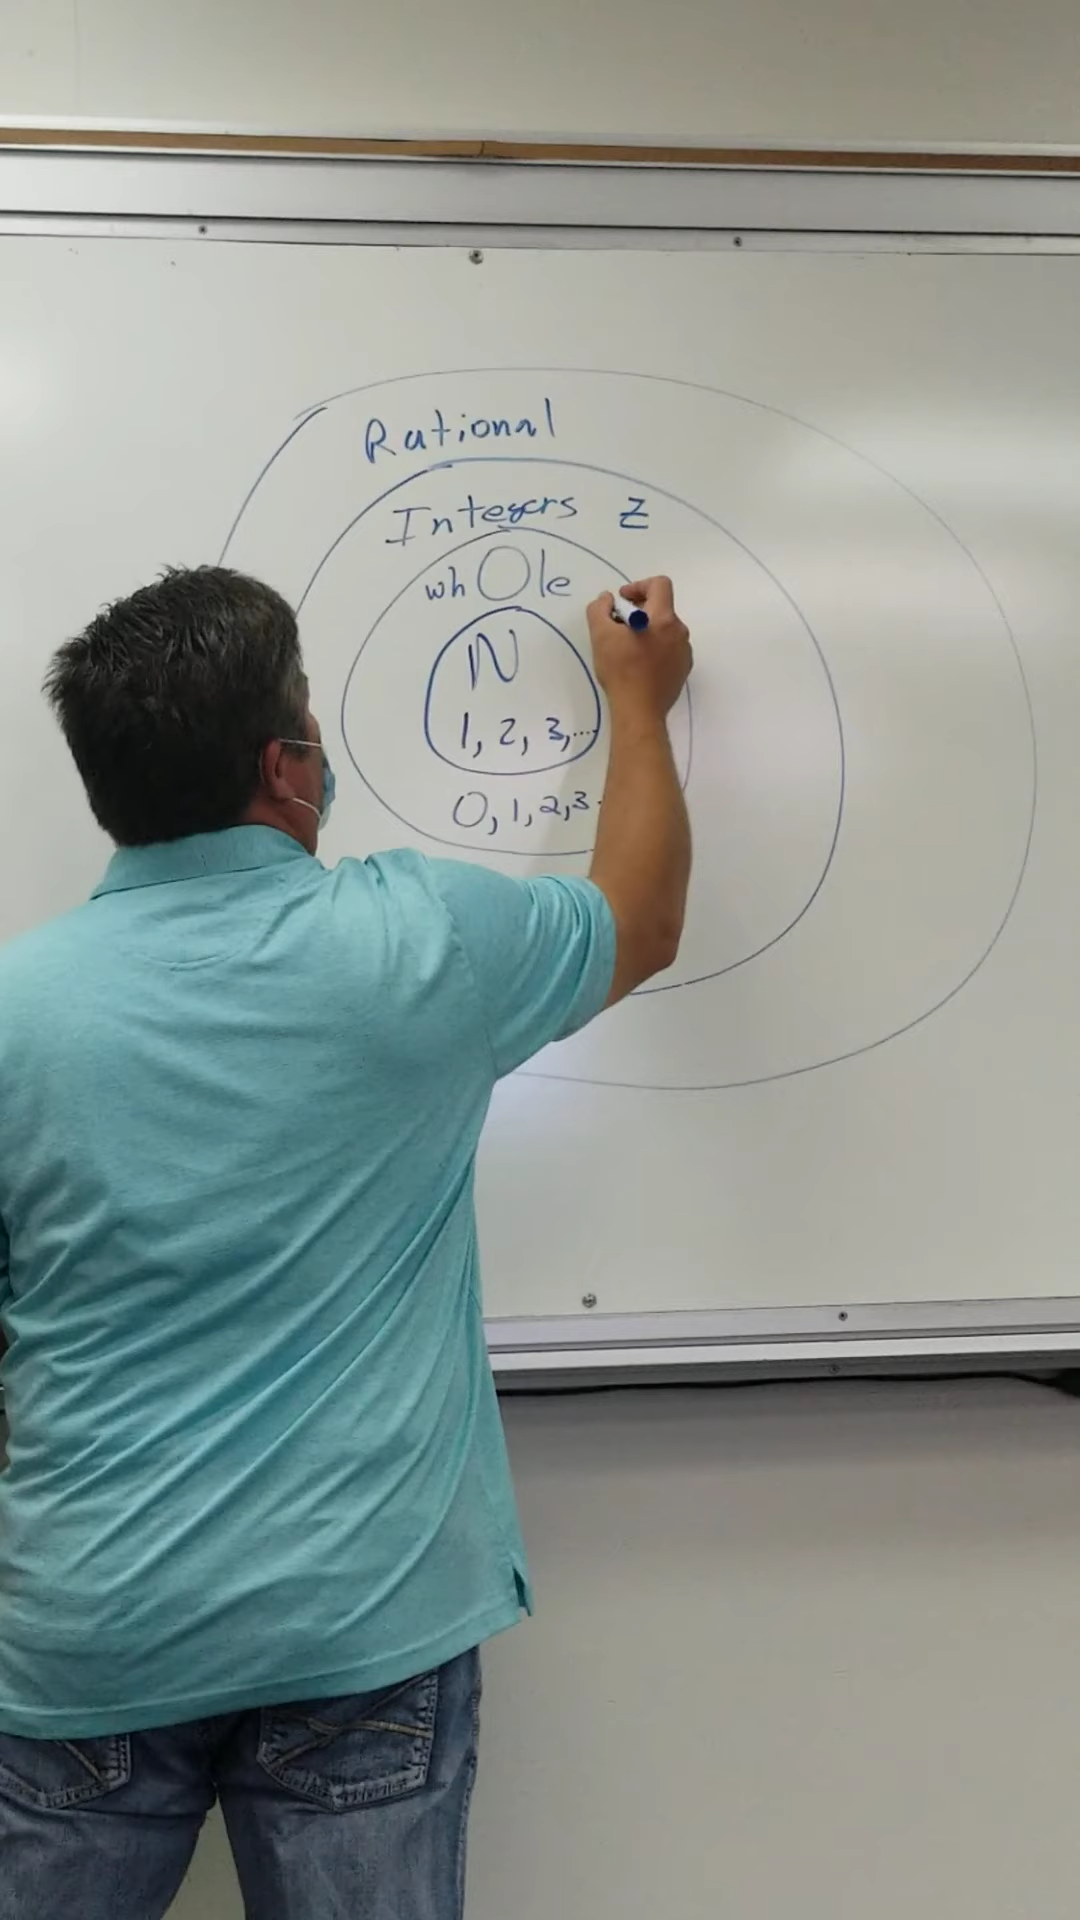 Rational
Integers Z
whOle
N
1, 2, 3,....
0, 1, 2, 3